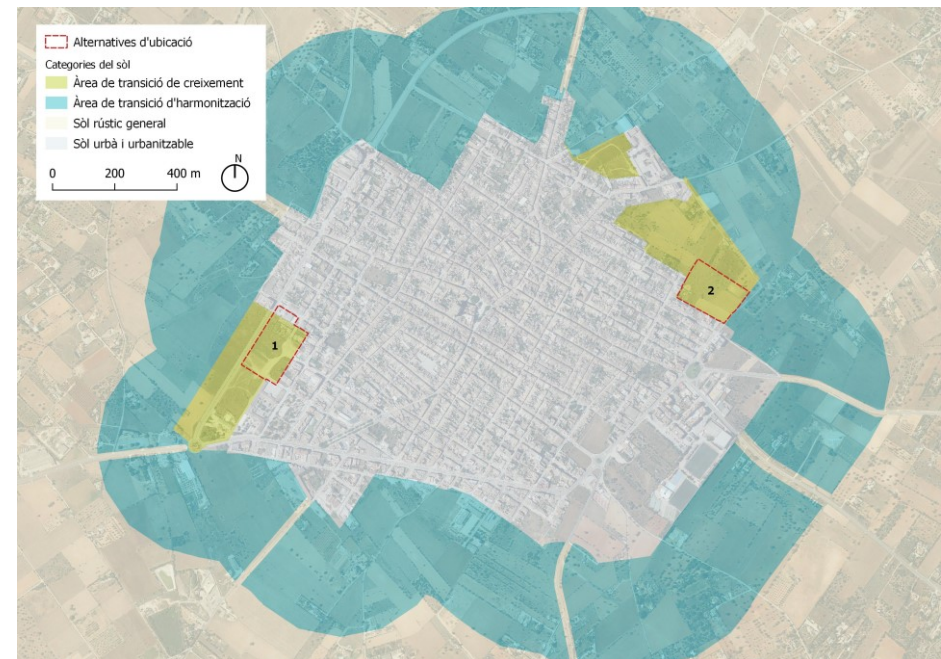 Alternatives d'ubicació
Categories del sòl
Àrea de transició de creixement
Àrea de transició d'harmonització
Sòl rústic general
Sòl urbà i urbanitzable
N
0 200 400 m
1
2